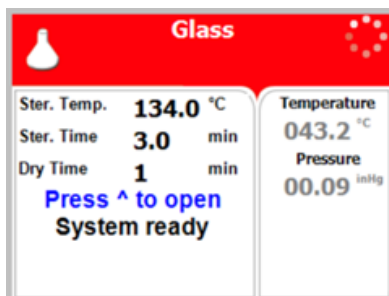 Glass
Ster. Temp. 134.0 °C
Ster. Time 3.0 min
Dry Time 1 min
Press ^ to open
System ready
Temperature
043.2 °C
Pressure
00.09 inHg